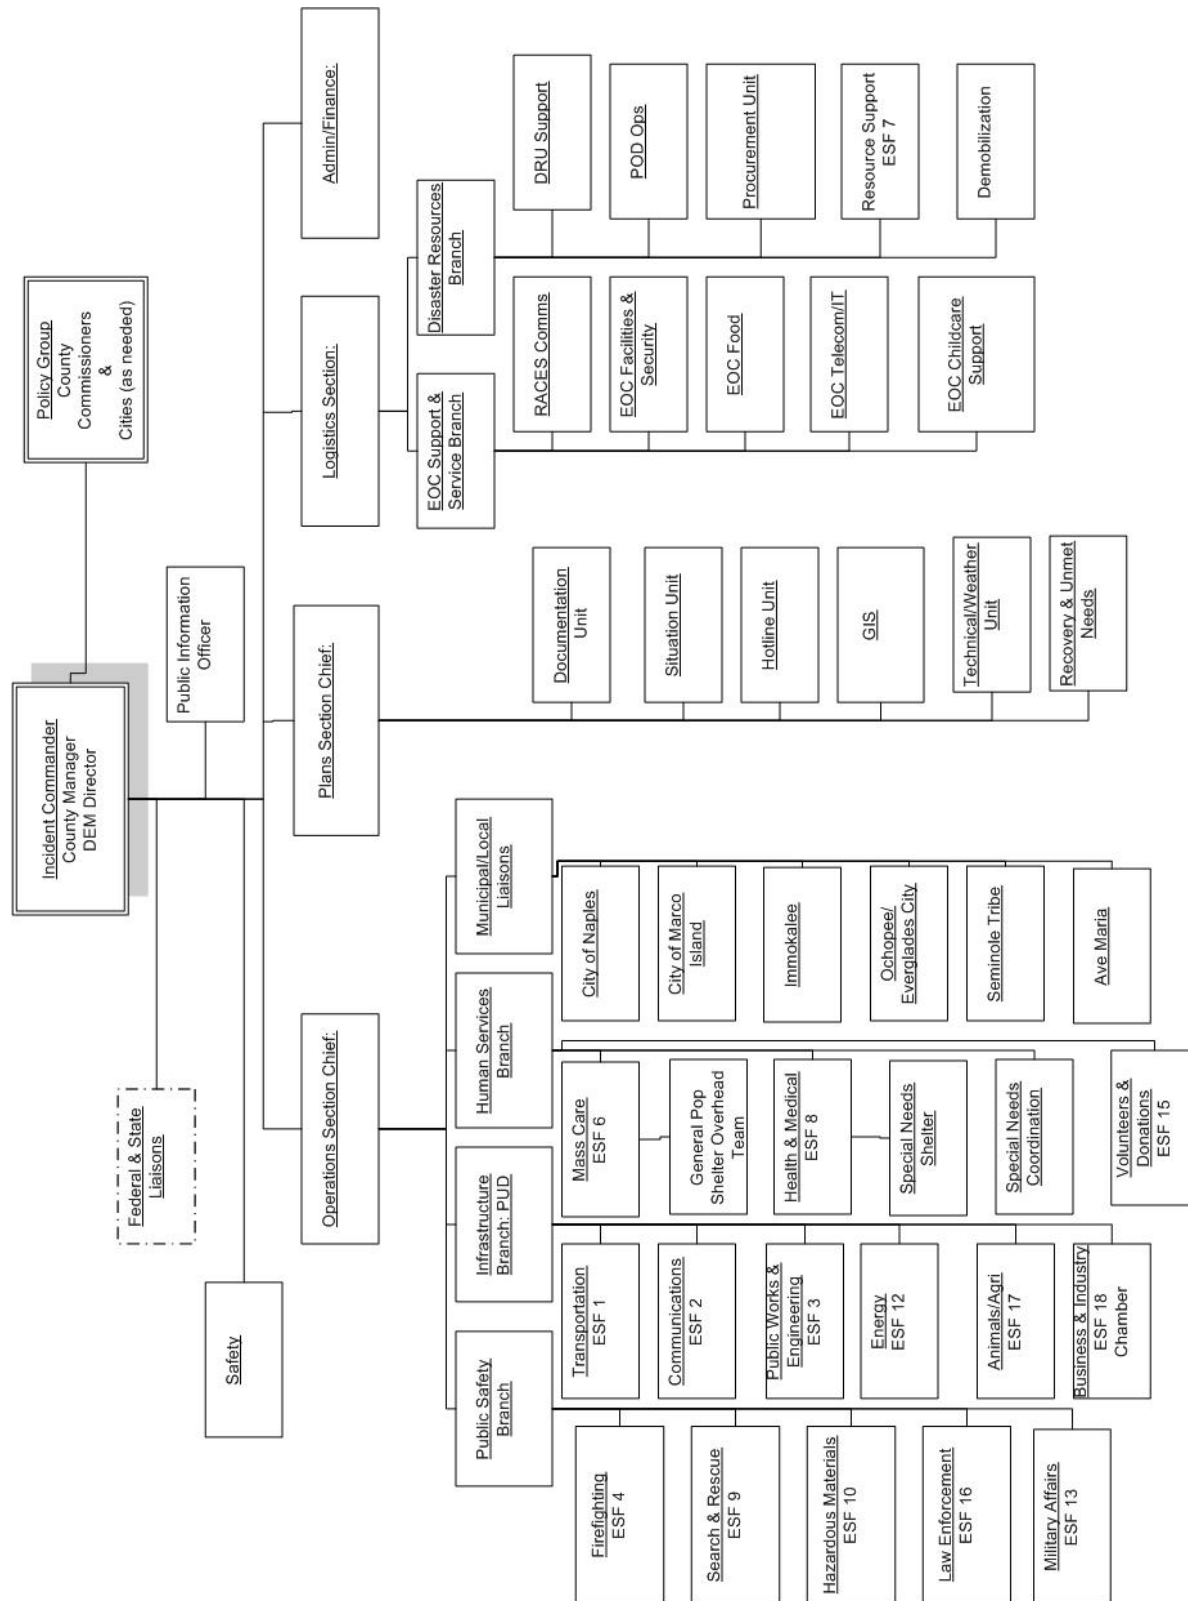 Policy Group
County
Commissioners
&
Cities (as needed)
Incident Commander
County Manager
DEM Director
Public Information
Officer
Federal & State
Liaisons
Safety
Operations Section Chief:
Plans Section Chief:
Logistics Section:
Admin/Finance:
Public Safety
Branch
Infrastructure
Branch: PUD
Human Services
Branch
Municipal/Local
Liaisons
EOC Support &
Service Branch
Disaster Resources
Branch
Firefighting
ESF 4
Search & Rescue
ESF 9
Hazardous Materials
ESF 10
Law Enforcement
ESF 16
Military Affairs
ESF 13
Transportation
ESF 1
Communications
ESF 2
Public Works &
Engineering
ESF 3
Energy
ESF 12
Animals/Agri
ESF 17
Business & Industry
ESF 18
Chamber
Mass Care
ESF 6
General Pop
Shelter Overhead
Team
Health & Medical
ESF 8
Special Needs
Shelter
Special Needs
Coordination
Volunteers &
Donations
ESF 15
City of Naples
City of Marco
Island
Immokalee
Ochopee/
Everglades City
Seminole Tribe
Ave Maria
Documentation
Unit
Situation Unit
Hotline Unit
GIS
Technical/Weather
Unit
Recovery & Unmet
Needs
RACES Comms
EOC Facilities &
Security
EOC Food
EOC Telecom/IT
EOC Childcare
Support
DRU Support
POD Ops
Procurement Unit
Resource Support
ESF 7
Demobilization